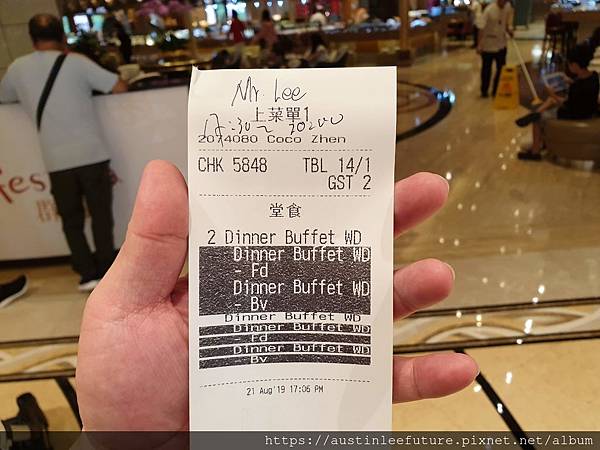 Mr. Lee
上菜單1
2074080 Coco Zhen
CHK 5848 TBL 14/1
GST 2
堂食
2 Dinner Buffet WD
Dinner Buffet WD
- Fd
Dinner Buffet WD
- Bv
Dinner Buffet WD
Dinner Buffet WD
- Fd
Dinner Buffet WD
- Bv
21 Aug'19 17:06 PM
https://austinleefuture.pixnet.net/album